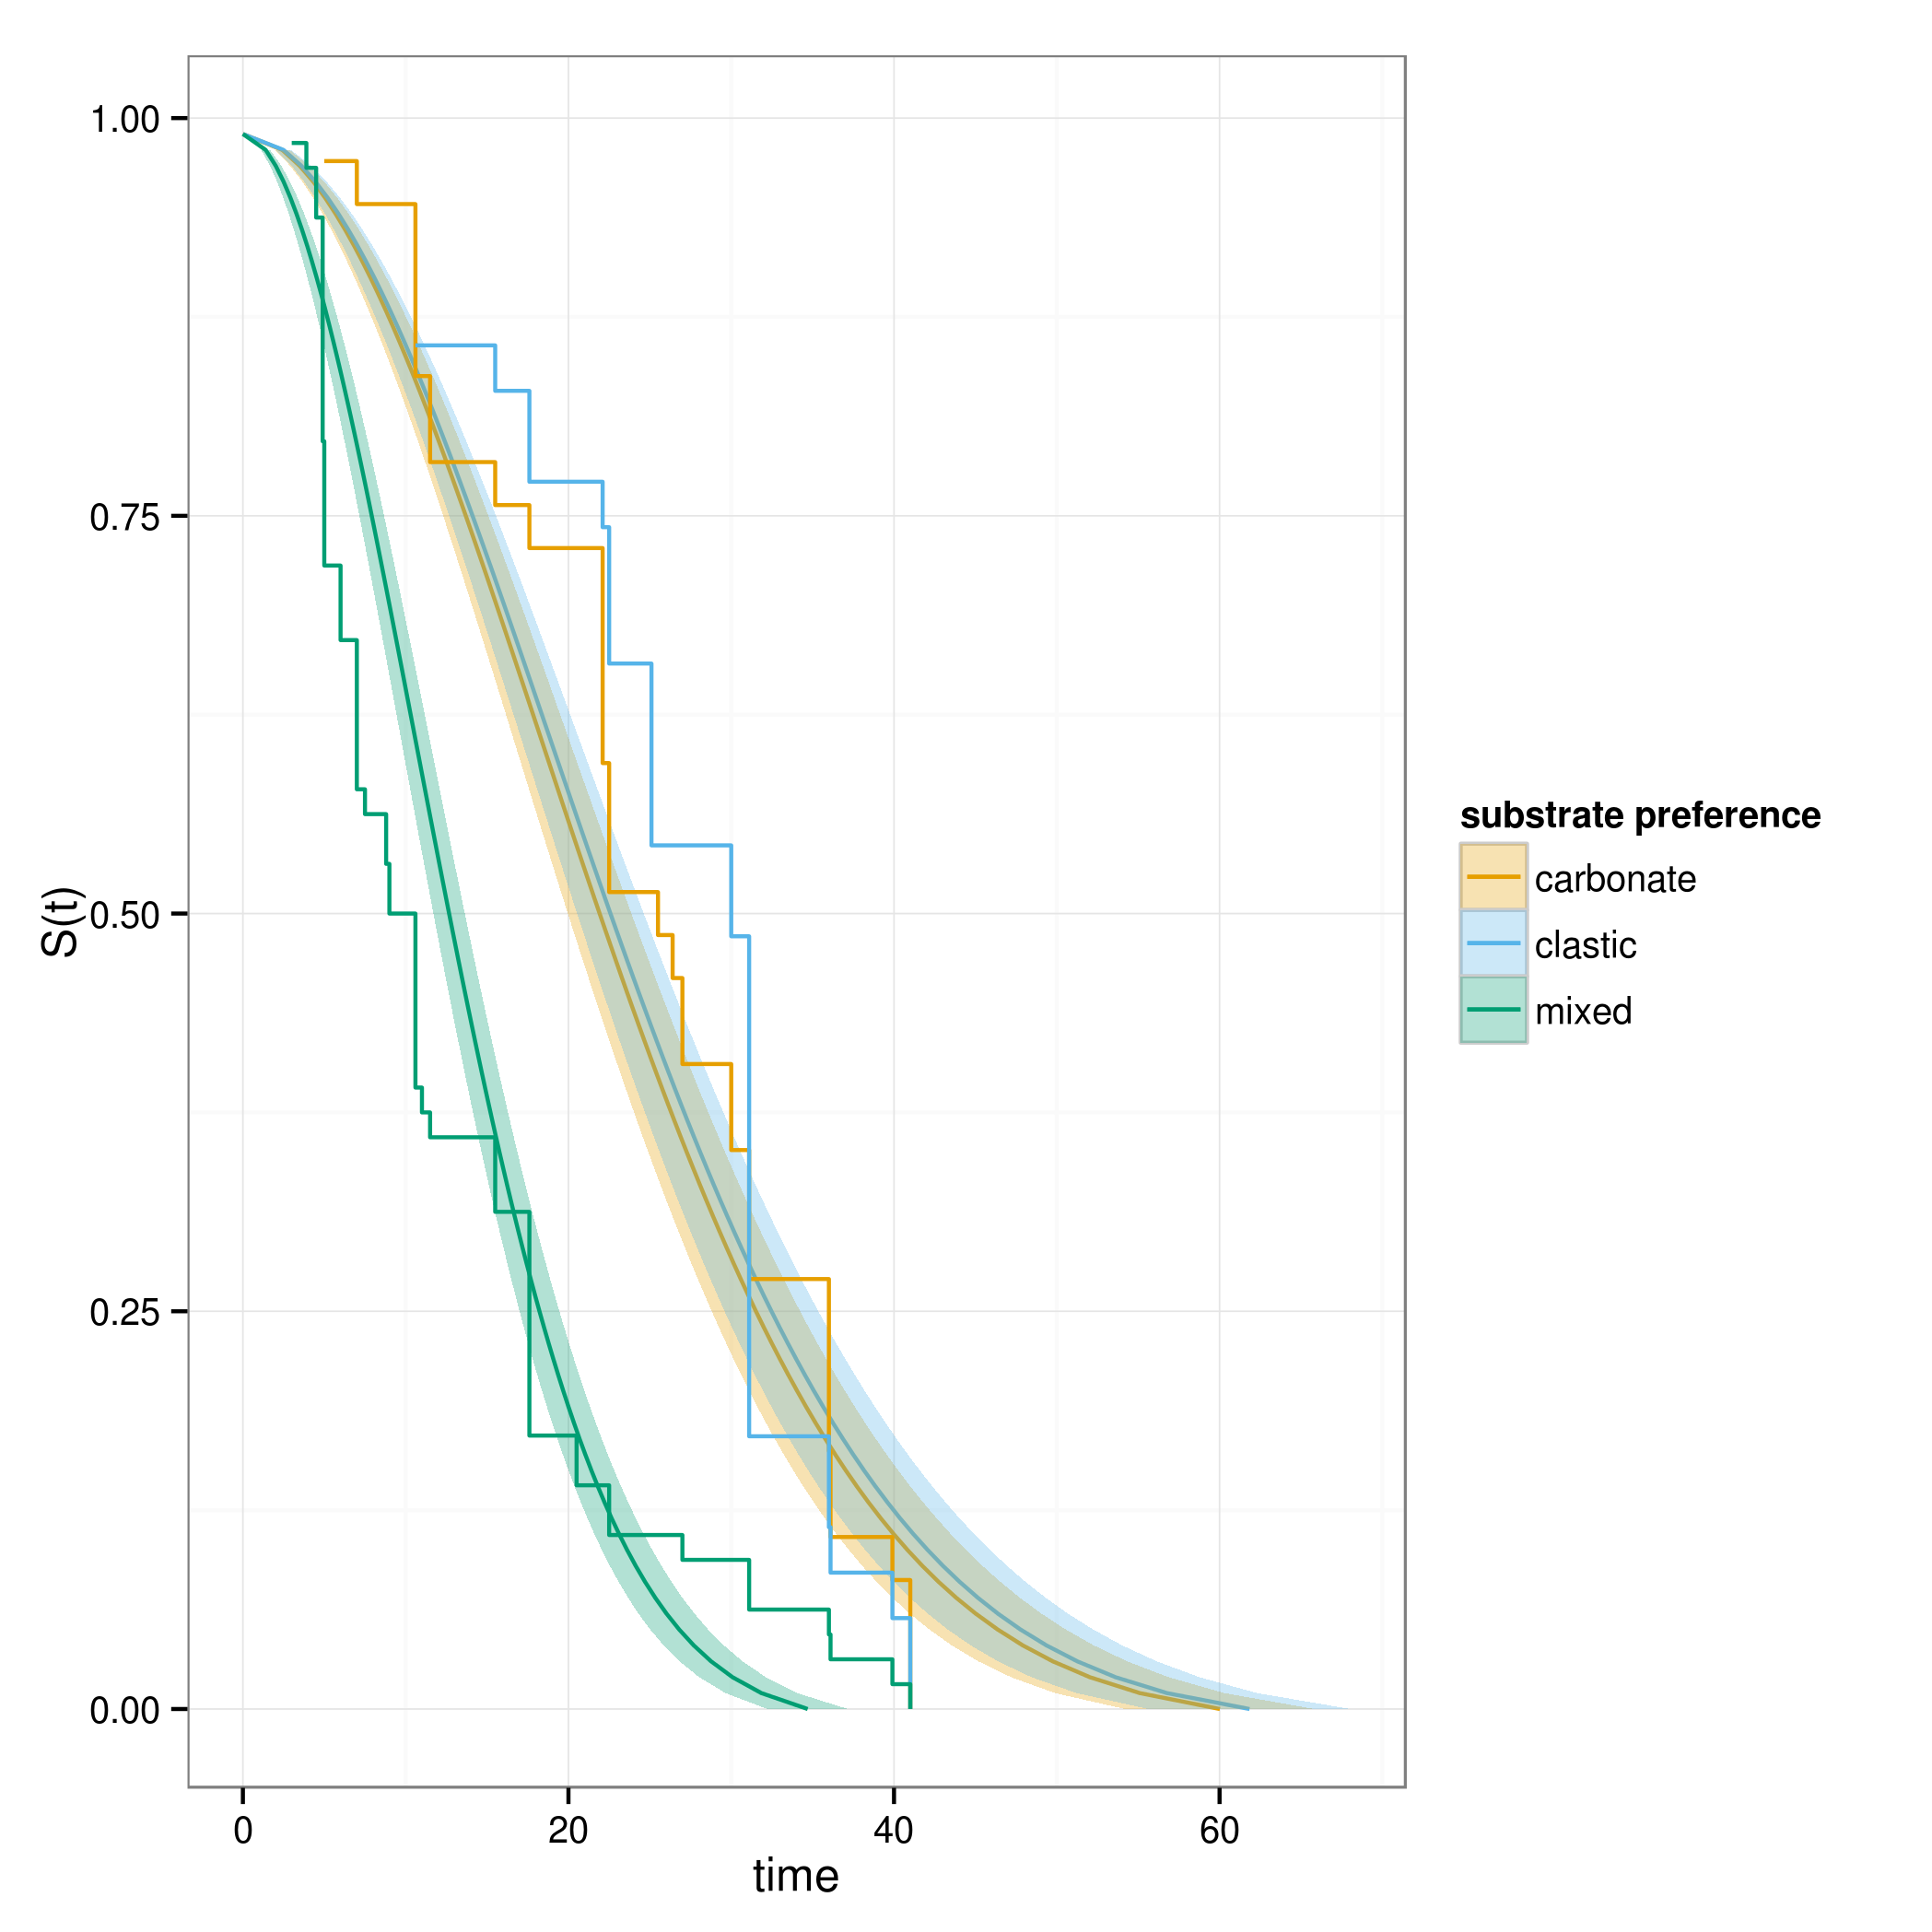 1.00
0.75
0.50
0.25
0.00
S(t)
0 20 40 60
time
substrate preference
carbonate
clastic
mixed